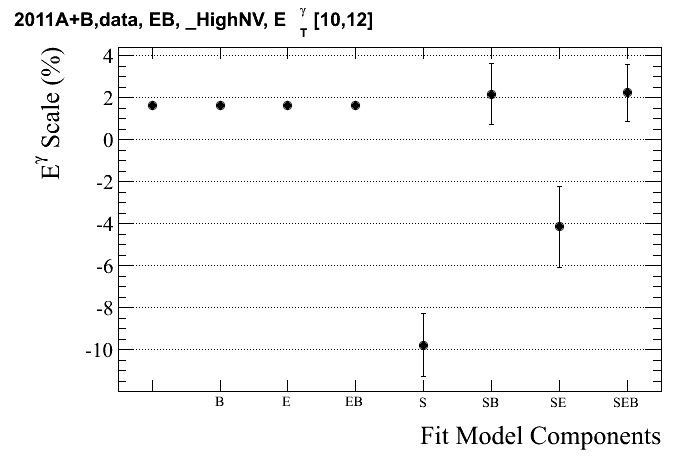 2011A+B,data, EB, _HighNV, E γ T [10,12]
E^γ Scale (%)
4
2
0
-2
-4
-6
-8
-10
B E EB S SB SE SEB
Fit Model Components